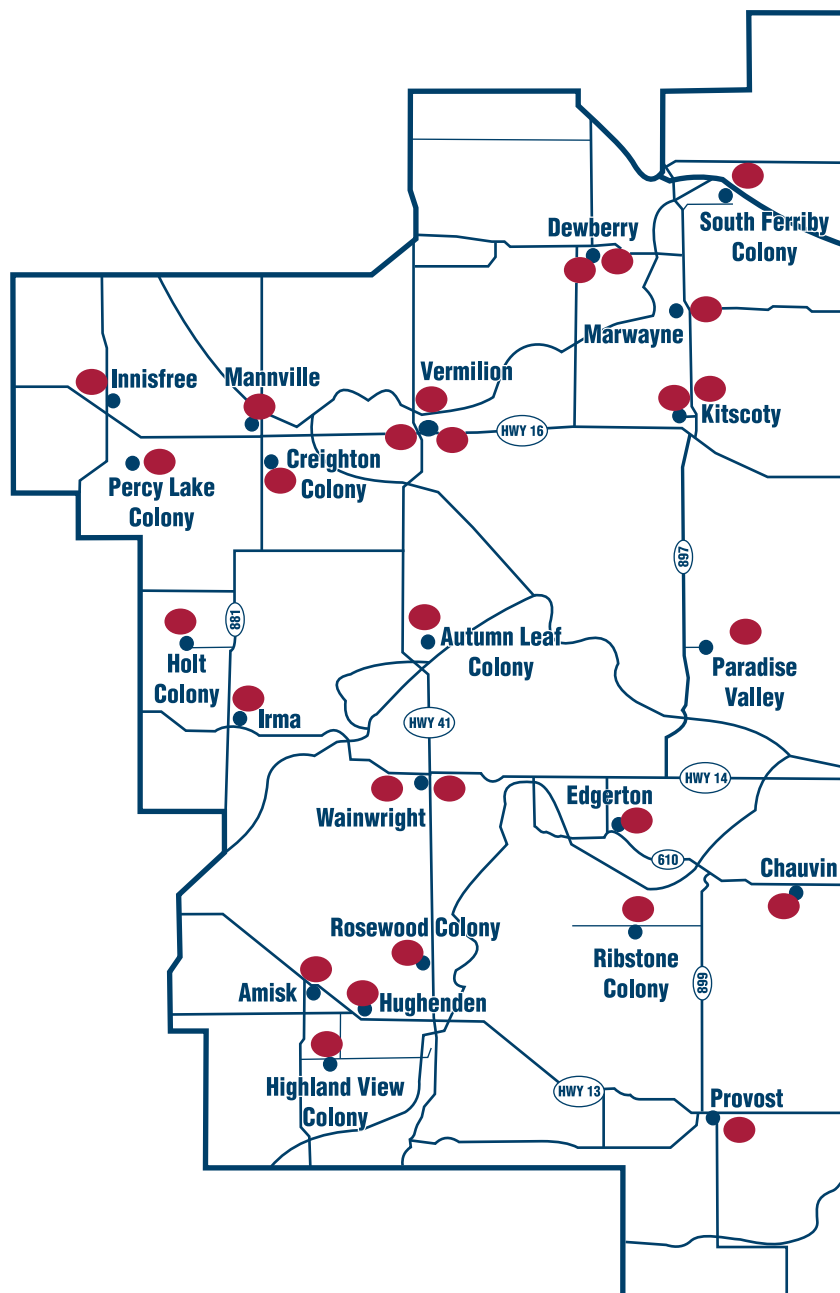 South Ferriby
Colony
Dewberry
Marwayne
Vermilion
Mannville
Innisfree
Kitscoty
HWY 16
Creighton
Colony
Percy Lake
Colony
897
881
Autumn Leaf
Colony
Holt
Colony
Paradise
Valley
Irma
HWY 41
HWY 14
Edgerton
Wainwright
610
Chauvin
Rosewood Colony
Ribstone
Colony
899
Amisk
Hughenden
Highland View
Colony
HWY 13
Provost